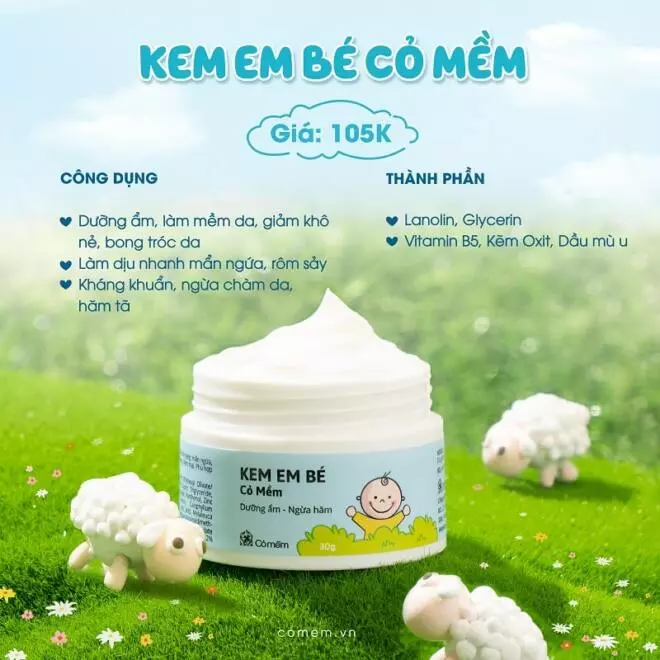 KEM EM BÉ CỎ MỀM
Giá: 105K
CÔNG DỤNG
Dưỡng ẩm, làm mềm da, giảm khô
nẻ, bong tróc da
Làm dịu nhanh mẩn ngứa, rôm sảy
Kháng khuẩn, ngừa chàm da,
hăm tã
THÀNH PHẦN
Lanolin, Glycerin
Vitamin B5, Kẽm Oxit, Dầu mù u
KEM EM BÉ
Cỏ Mềm
Dưỡng ẩm - Ngừa hăm
Cỏ mềm
30g
comem.vn